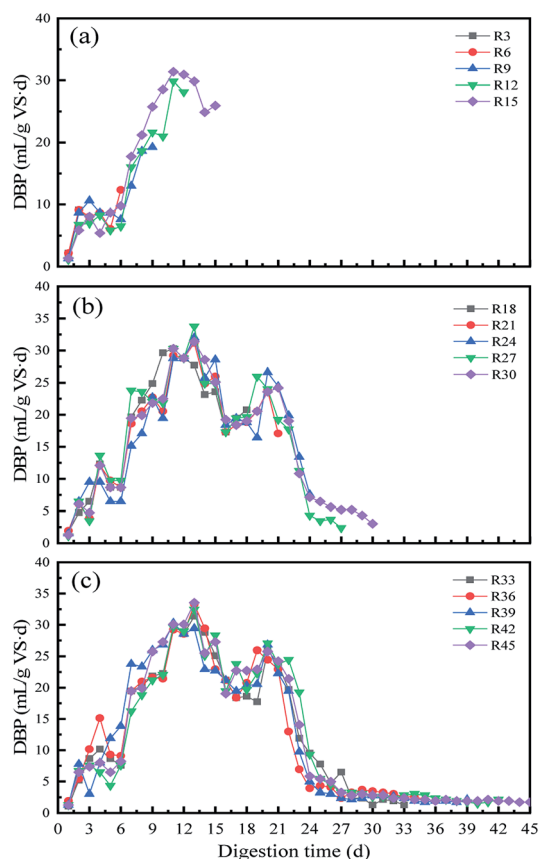 (a)
DBP (mL/g VS·d)
40
30
20
10
0
R3
R6
R9
R12
R15
(b)
DBP (mL/g VS·d)
40
35
30
25
20
15
10
5
0
R18
R21
R24
R27
R30
(c)
DBP (mL/g VS·d)
40
35
30
25
20
15
10
5
0
R33
R36
R39
R42
R45
0 3 6 9 12 15 18 21 24 27 30 33 36 39 42 45
Digestion time (d)